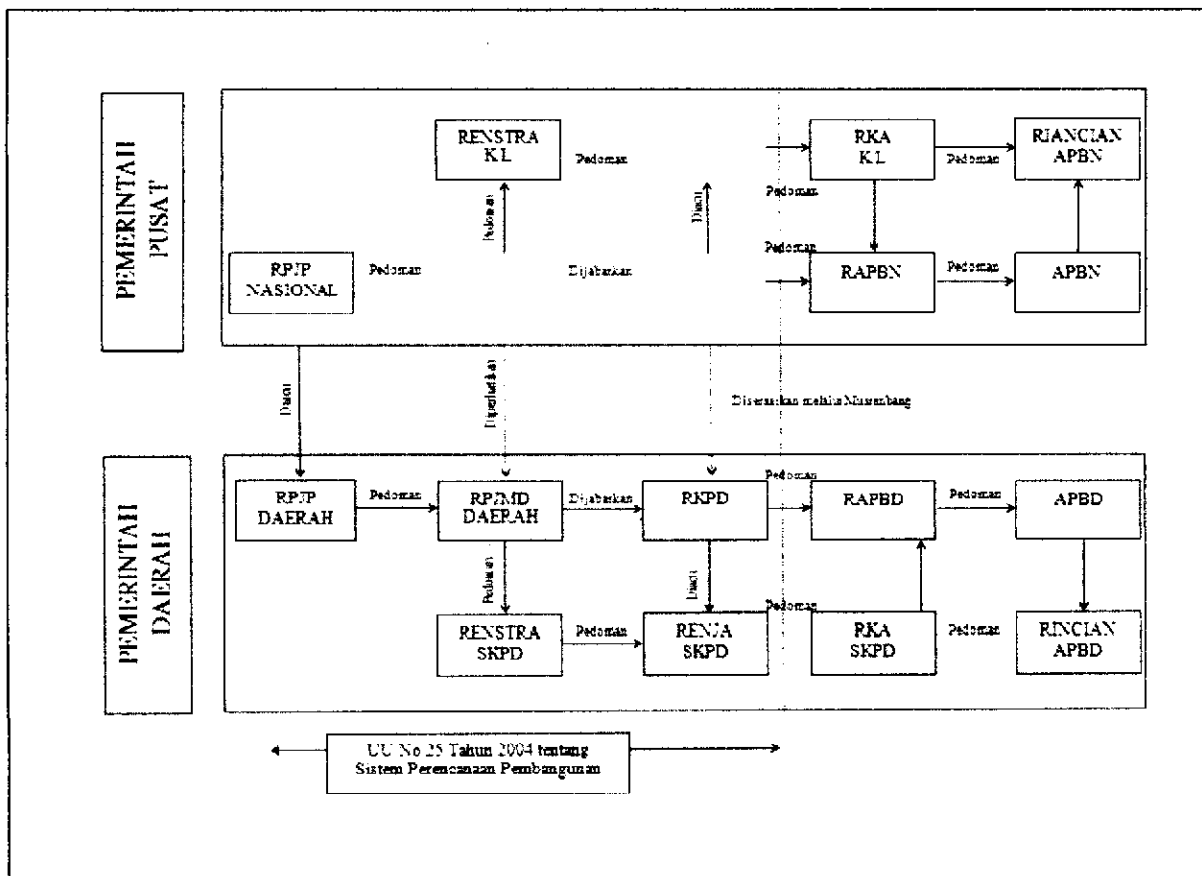 PEMERINTAH
PUSAT
RENSTRA
KL
Pedoman
Pedoman
Diacu
RPJP
NASIONAL
Pedoman
Dijabarkan
Pedoman
Pedoman
RKA
KL
Pedoman
RIANCIAN
APBN
RAPBN
Pedoman
APBN
Diacu
Diperhatikan
Diserasikan melalui Musrenbang
PEMERINTAH
DAERAH
RPJP
DAERAH
Pedoman
RPJMD
DAERAH
Dijabarkan
RKPD
Pedoman
RAPBD
Pedoman
APBD
Pedoman
Diacu
RENSTRA
SKPD
Pedoman
RENJA
SKPD
Pedoman
RKA
SKPD
Pedoman
RINCIAN
APBD
UU No 25 Tahun 2004 tentang
Sistem Perencanaan Pembangunan